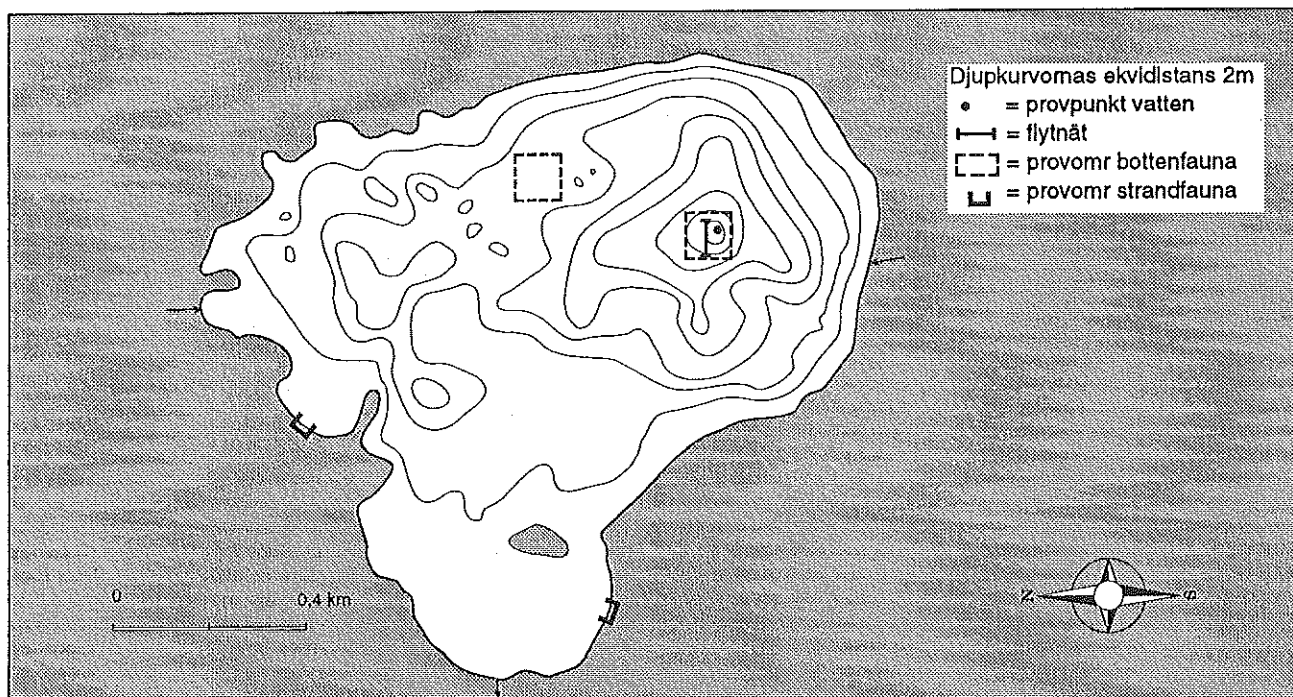 Djupkurvornas ekvidistans 2m
= provpunkt vatten
= flytnät
= provomr bottenfauna
= provomr strandfauna
0 0,4 km
N S